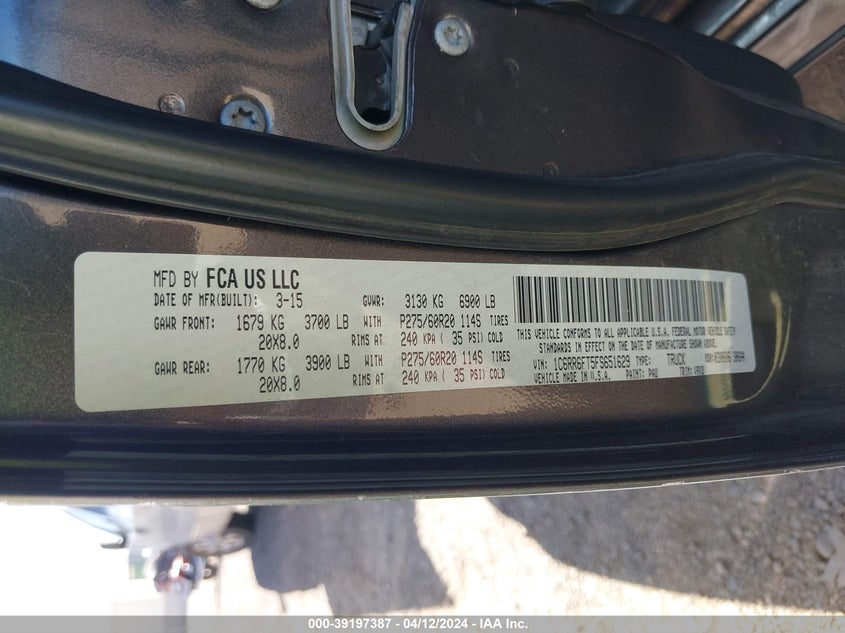 MFD BY FCA US LLC
DATE OF MFR(BUILT): 3-15 GVWR: 3130 KG 6900 LB
GAWR FRONT: 1679 KG 3700 LB WITH P275/60R20 114S TIRES
20X8.0 RIMS AT 240 KPA ( 35 PSI) COLD
GAWR REAR: 1770 KG 3900 LB WITH P275/60R20 114S TIRES
20X8.0 RIMS AT 240 KPA ( 35 PSI) COLD
THIS VEHICLE CONFORMS TO ALL APPLICABLE U.S.A. FEDERAL MOTOR VEHICLE SAFETY
STANDARDS IN EFFECT ON THE DATE OF MANUFACTURE SHOWN ABOVE.
VIN: 1C6RR6FT5FS651629 TYPE: TRUCK
VEHICLE MADE IN U.S.A. PAINT: PAU TRIM:
000-39197387 - 04/12/2024 - IAA Inc.